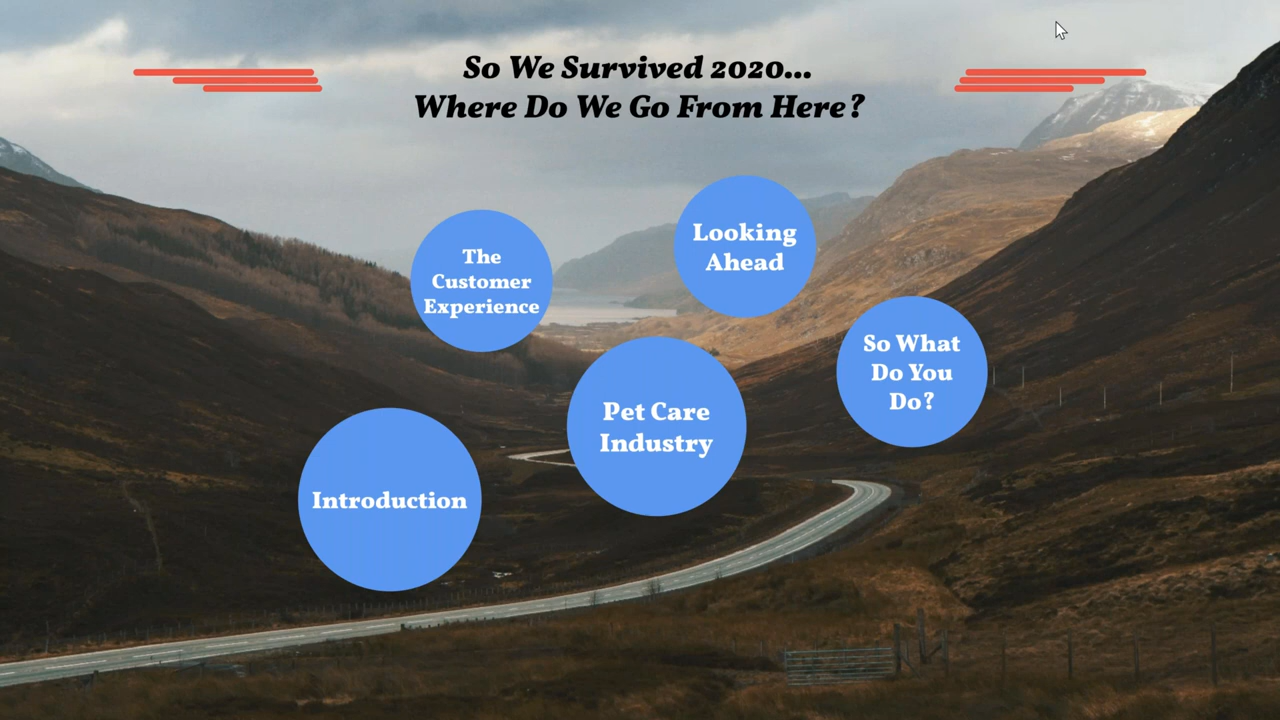 So We Survived 2020...
Where Do We Go From Here?
Looking
Ahead
The
Customer
Experience
So What
Do You
Do?
Pet Care
Industry
Introduction